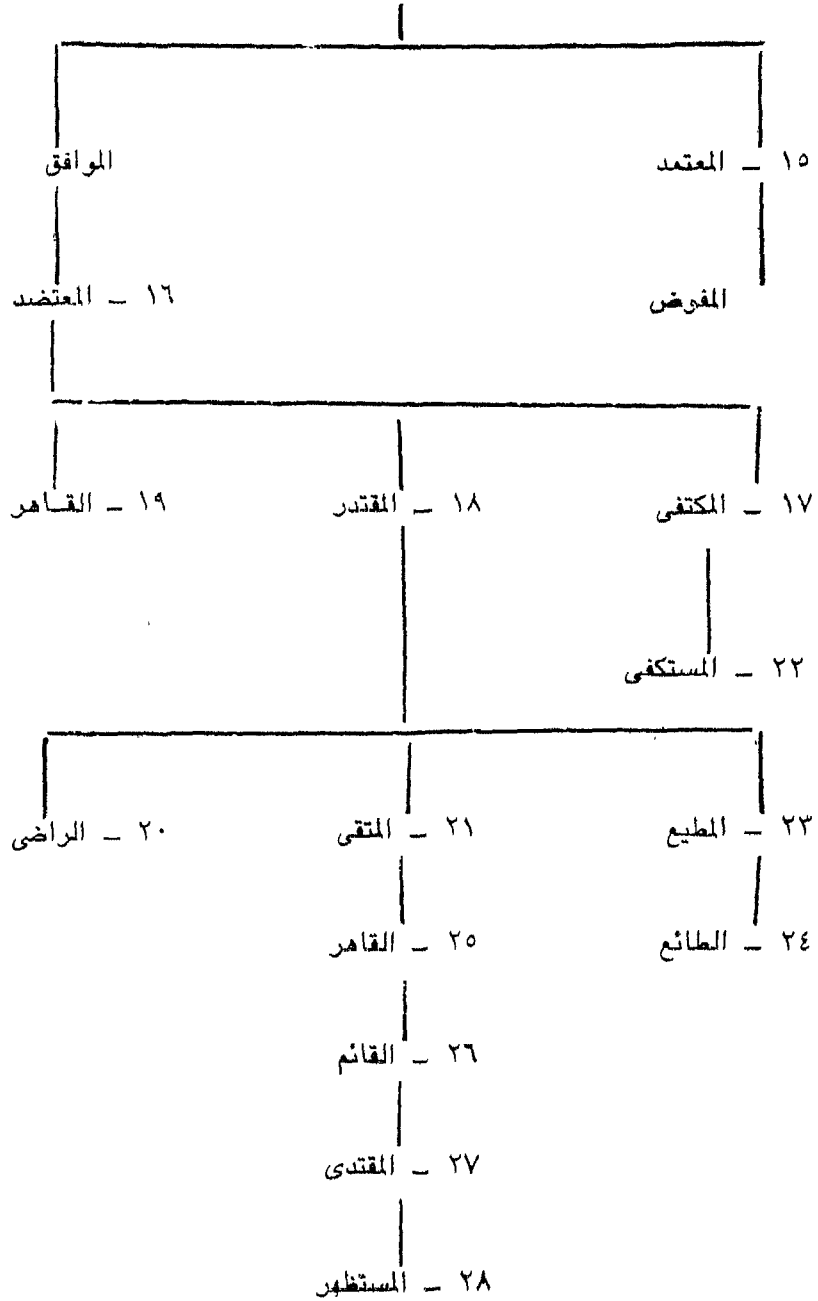 ١٥ – المعتمد
الموافق
المفرض
١٦ – المعتضد
١٧ – المكتفى
١٨ – المقتدر
١٩ – القاهر
٢٢ – المستكفى
٢٣ – المطيع
٢١ – المتقى
٢٠ – الراضى
٢٤ – الطائع
٢٥ – القاهر
٢٦ – القائم
٢٧ – المقتدى
٢٨ – المستظهر